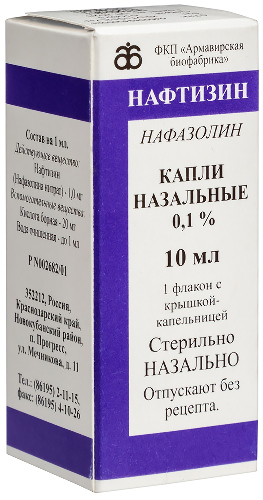 ФКП «Армавирская
биофабрика»
НАФТИЗИН
НАФАЗОЛИН
КАПЛИ
НАЗАЛЬНЫЕ
0,1 %
10 мл
1 флакон с
крышкой-
капельницей
Стерильно
НАЗАЛЬНО
Отпускают без
рецепта.
Состав на 1 мл.
Действующее вещество:
Нафтизин
(Нафазолина нитрат) - 1,0 мг
Вспомогательные вещества:
Кислота борная - 20 мг
Вода очищенная - до 1 мл
Р N002682/01
352212, Россия,
Краснодарский край,
Новокубанский район,
п. Прогресс,
ул. Мечникова, д. 11
Тел.: (86195) 2-11-15,
факс: (86195) 4-10-26